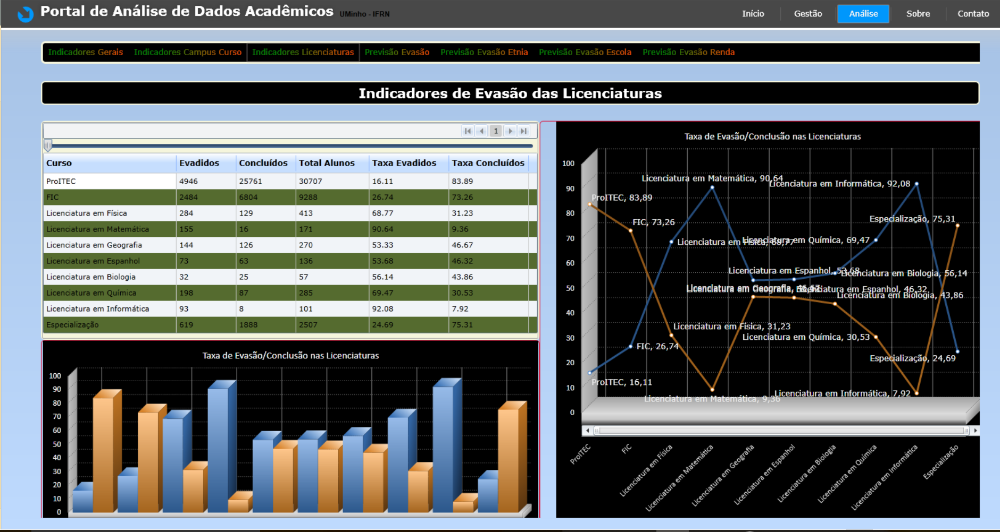 Portal de Análise de Dados Acadêmicos UMinho - IFRN
Início Gestão Análise Sobre Contato
Indicadores Gerais Indicadores Campus Curso Indicadores Licenciaturas Previsão Evasão Previsão Evasão Etnia Previsão Evasão Escola Previsão Evasão Renda
Indicadores de Evasão das Licenciaturas
1
Curso Evadidos Concluídos Total Alunos Taxa Evadidos Taxa Concluídos
ProITEC 4946 25761 30707 16.11 83.89
FIC 2484 6804 9288 26.74 73.26
Licenciatura em Física 284 129 413 68.77 31.23
Licenciatura em Matemática 155 16 171 90.64 9.36
Licenciatura em Geografia 144 126 270 53.33 46.67
Licenciatura em Espanhol 73 63 136 53.68 46.32
Licenciatura em Biologia 32 25 57 56.14 43.86
Licenciatura em Química 198 87 285 69.47 30.53
Licenciatura em Informática 93 8 101 92.08 7.92
Especialização 619 1888 2507 24.69 75.31
Taxa de Evasão/Conclusão nas Licenciaturas
100
90
80
70
60
50
40
30
20
10
0
Taxa de Evasão/Conclusão nas Licenciaturas
100
90
80
70
60
50
40
30
20
10
0
Licenciatura em Matemática, 90,64
Licenciatura em Informática, 92,08
ProITEC, 83,89
FIC, 73,26
Especialização, 75,31
Licenciatura em Física, 68,77
Licenciatura em Química, 69,47
Licenciatura em Espanhol, 53,68
Licenciatura em Biologia, 56,14
Licenciatura em Geografia, 46,67
Licenciatura em Espanhol, 46,32
Licenciatura em Biologia, 43,86
Licenciatura em Física, 31,23
Licenciatura em Química, 30,53
FIC, 26,74
Especialização, 24,69
ProITEC, 16,11
Licenciatura em Informática, 7,92
Licenciatura em Matemática, 9,36
ProITEC
FIC
Licenciatura em Física
Licenciatura em Matemática
Licenciatura em Geografia
Licenciatura em Espanhol
Licenciatura em Biologia
Licenciatura em Química
Licenciatura em Informática
Especialização